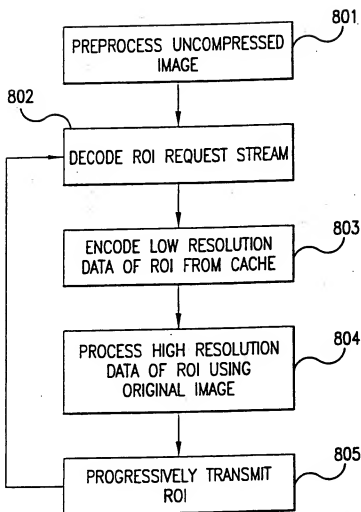 801
PREPROCESS UNCOMPRESSED
IMAGE
802
DECODE ROI REQUEST STREAM
803
ENCODE LOW RESOLUTION
DATA OF ROI FROM CACHE
804
PROCESS HIGH RESOLUTION
DATA OF ROI USING
ORIGINAL IMAGE
805
PROGRESSIVELY TRANSMIT
ROI